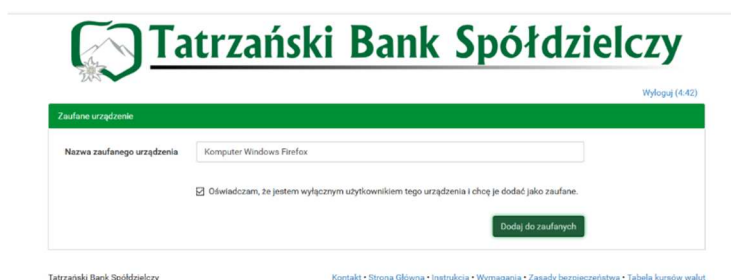 Tatrzański Bank Spółdzielczy
Wyloguj (4:42)
Zaufane urządzenie
Nazwa zaufanego urządzenia Komputer Windows Firefox
Oświadczam, że jestem wyłącznym użytkownikiem tego urządzenia i chcę je dodać jako zaufane.
Dodaj do zaufanych
Tatrzański Bank Spółdzielczy Kontakt • Strona Główna • Instrukcja • Wymagania • Zasady bezpieczeństwa • Tabela kursów walut